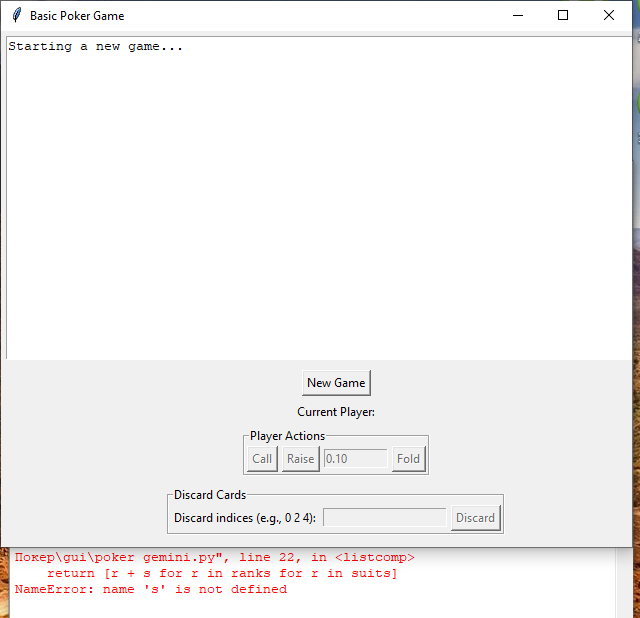 Basic Poker Game
Starting a new game...
New Game
Current Player:
Player Actions
Call Raise 0.10 Fold
Discard Cards
Discard indices (e.g., 0 2 4): Discard
Покер\gui\poker gemini.py", line 22, in <listcomp>
    return [r + s for r in ranks for r in suits]
NameError: name 's' is not defined